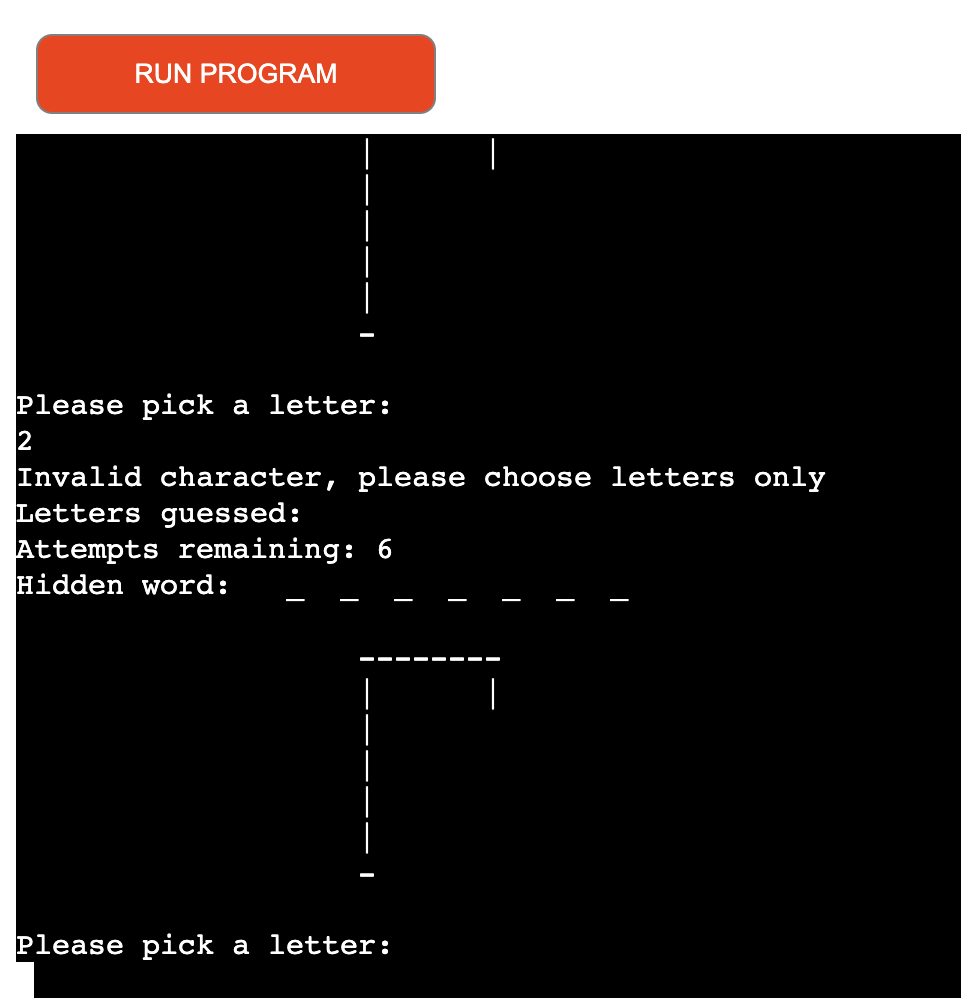 RUN PROGRAM
|      |
|
|
|
|
-
Please pick a letter:
2
Invalid character, please choose letters only
Letters guessed:
Attempts remaining: 6
Hidden word:   _  _  _  _  _  _  _
--------
|      |
|
|
|
|
-
Please pick a letter: